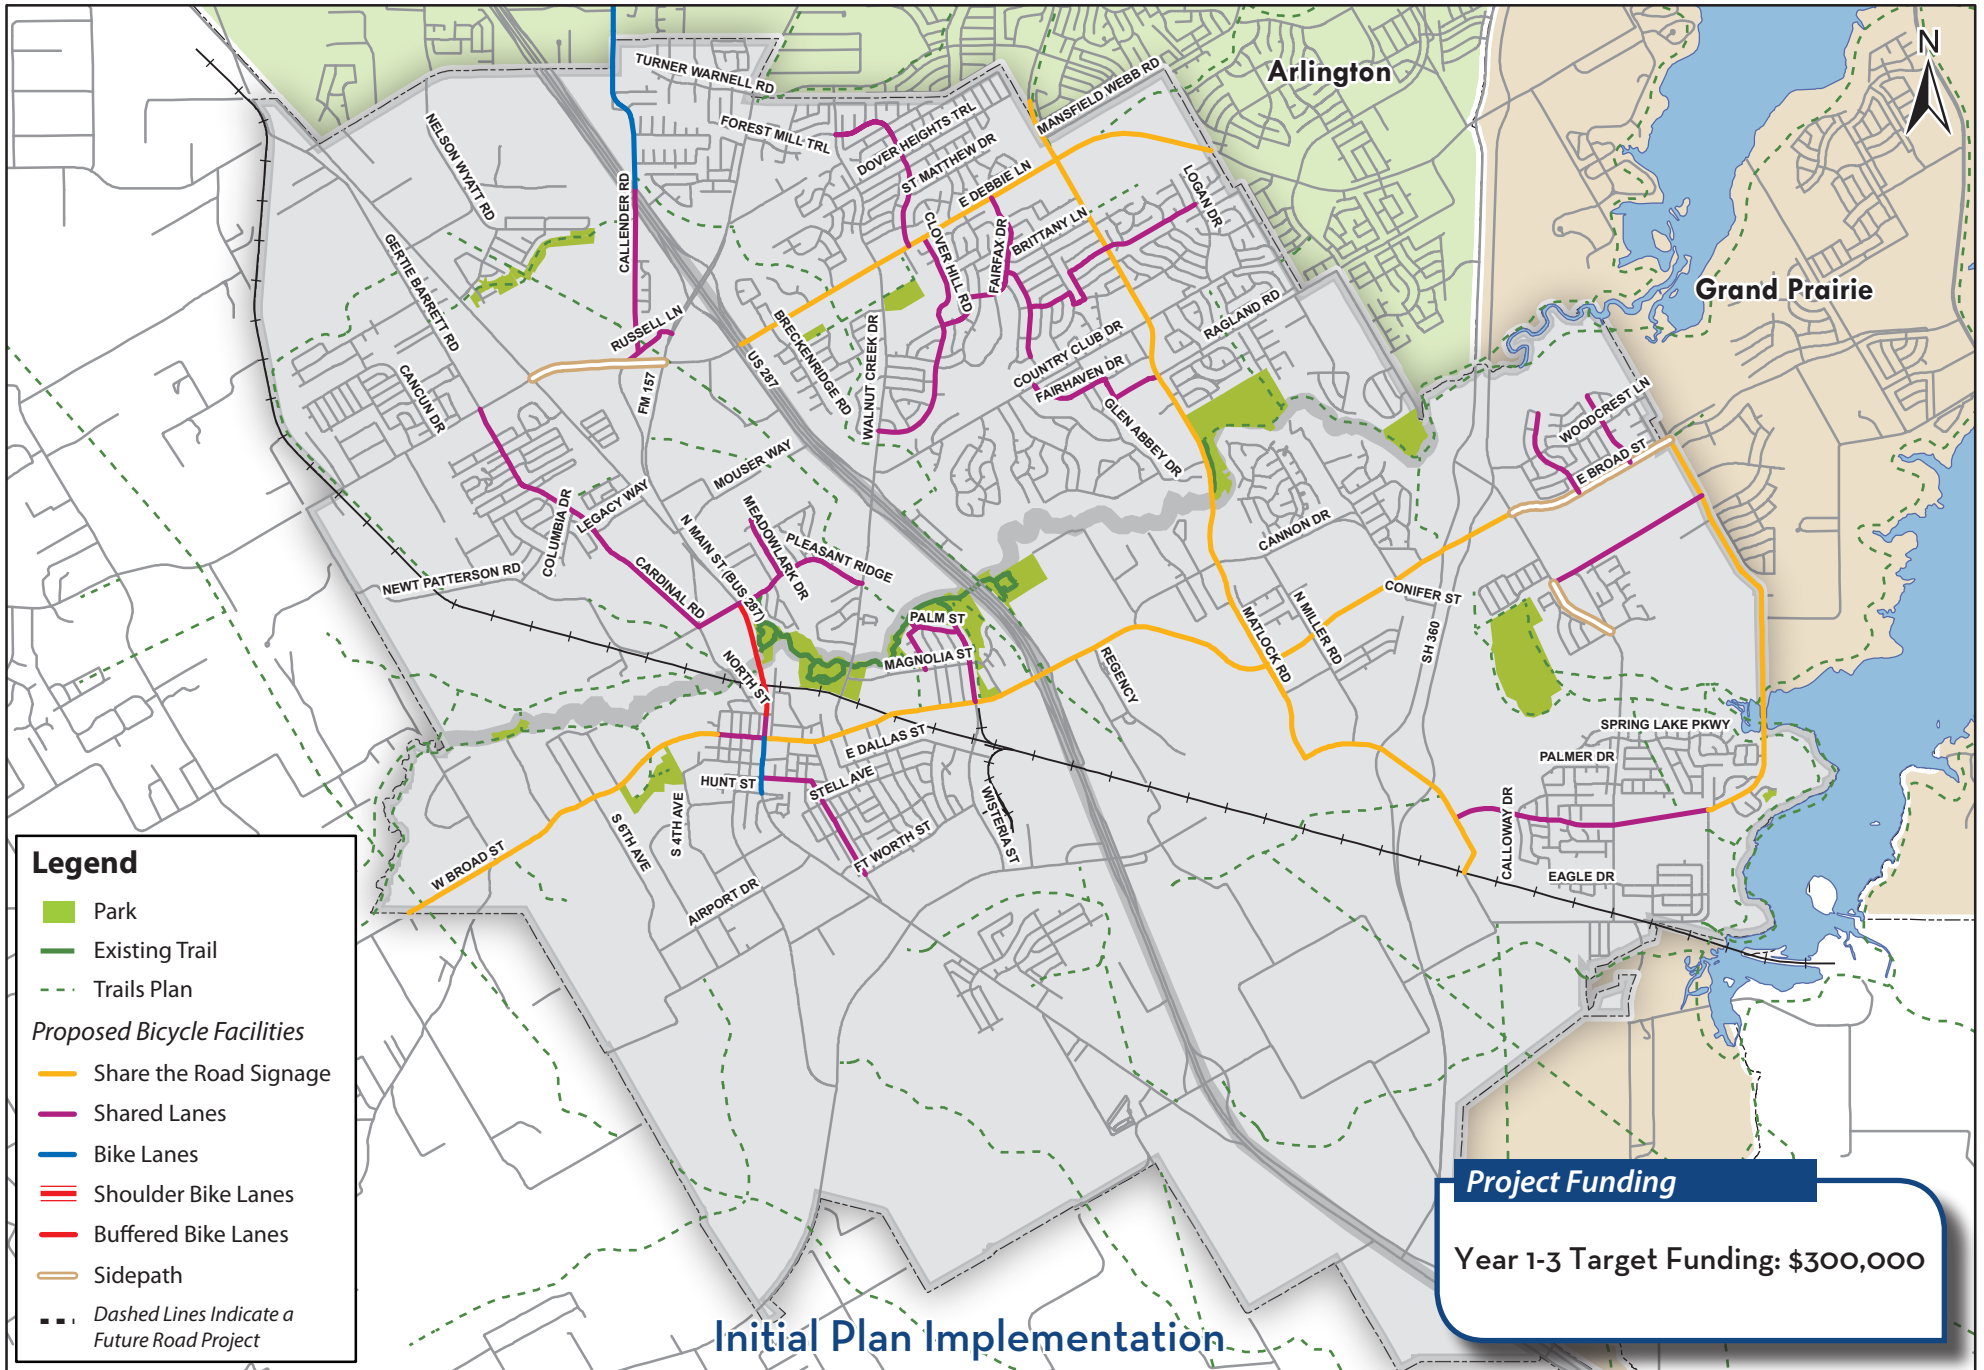 N
Arlington
Grand Prairie
TURNER WARNELL RD
MANSFIELD WEBB RD
FOREST MILL TRL
DOVER HEIGHTS TRL
ST MATTHEW DR
E DEBBIE LN
NELSON WYATT RD
CALLENDER RD
LOGAN DR
CLOVER HILL RD
FAIRFAX DR
BRITTANY LN
GERTIE BARRETT RD
RUSSELL LN
RAGLAND RD
BRECKENRIDGE RD
US 287
WALNUT CREEK DR
COUNTRY CLUB DR
FAIRHAVEN DR
CANCUN DR
FM 157
GLEN ABBEY DR
WOODCREST LN
E BROAD ST
MOUSER WAY
COLUMBIA DR
LEGACY WAY
N MAIN ST (BUS 287)
MEADOWLARK DR
PLEASANT RIDGE
CANNON DR
NEWT PATTERSON RD
CARDINAL RD
CONIFER ST
PALM ST
MATLOCK RD
N MILLER RD
SH 360
MAGNOLIA ST
NORTH ST
REGENCY
SPRING LAKE PKWY
E DALLAS ST
PALMER DR
HUNT ST
STELL AVE
S 4TH AVE
S 6TH AVE
WISTERIA ST
CALLOWAY DR
FT WORTH ST
W BROAD ST
EAGLE DR
AIRPORT DR
Legend
Park
Existing Trail
Trails Plan
Proposed Bicycle Facilities
Share the Road Signage
Shared Lanes
Bike Lanes
Shoulder Bike Lanes
Buffered Bike Lanes
Sidepath
Dashed Lines Indicate a
Future Road Project
Project Funding
Year 1-3 Target Funding: $300,000
Initial Plan Implementation